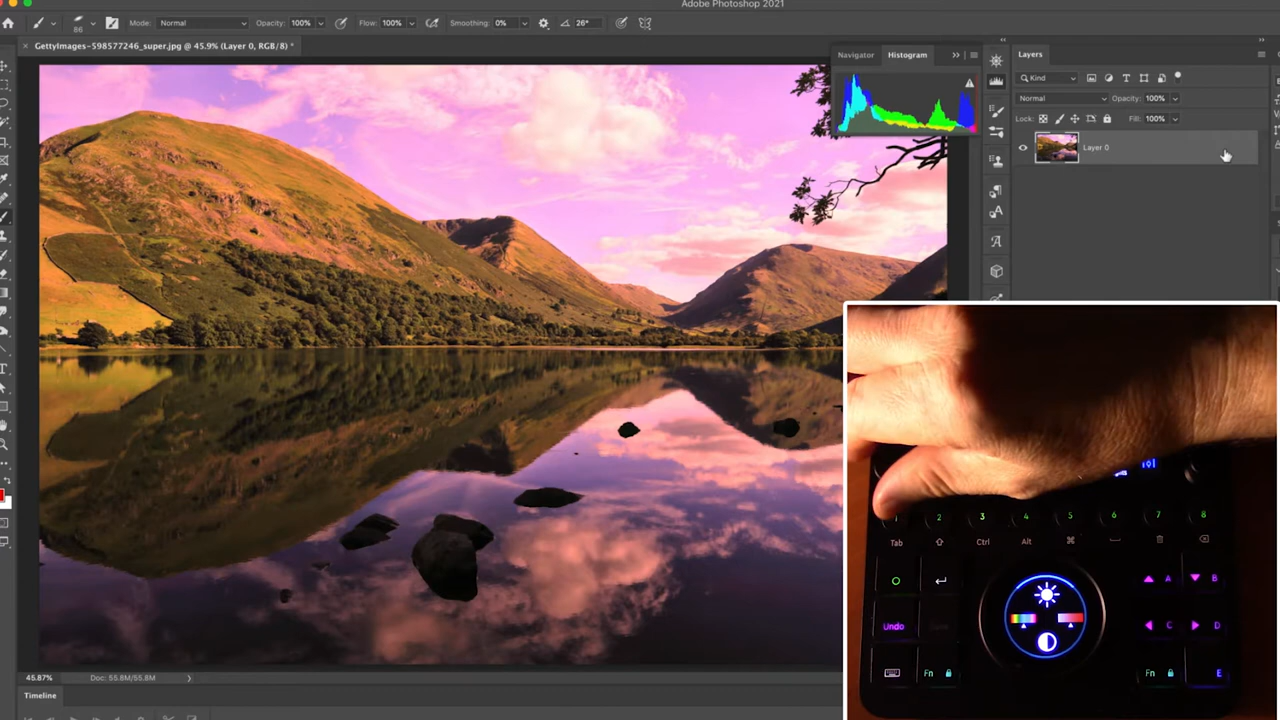 Adobe Photoshop 2021
86
Mode: Normal
Opacity: 100%
Flow: 100%
Smoothing: 0%
26°
× GettyImages-598577246_super.jpg @ 45.9% (Layer 0, RGB/8) *
Navigator
Histogram
Layers
Kind
Normal
Opacity: 100%
Lock:
Fill: 100%
Layer 0
1 2 3 4 5 6 7 8
Tab Ctrl Alt ⌘
A B
Undo
C D
Fn
Fn
E
45.87%
Doc: 55.8M/55.8M
Timeline